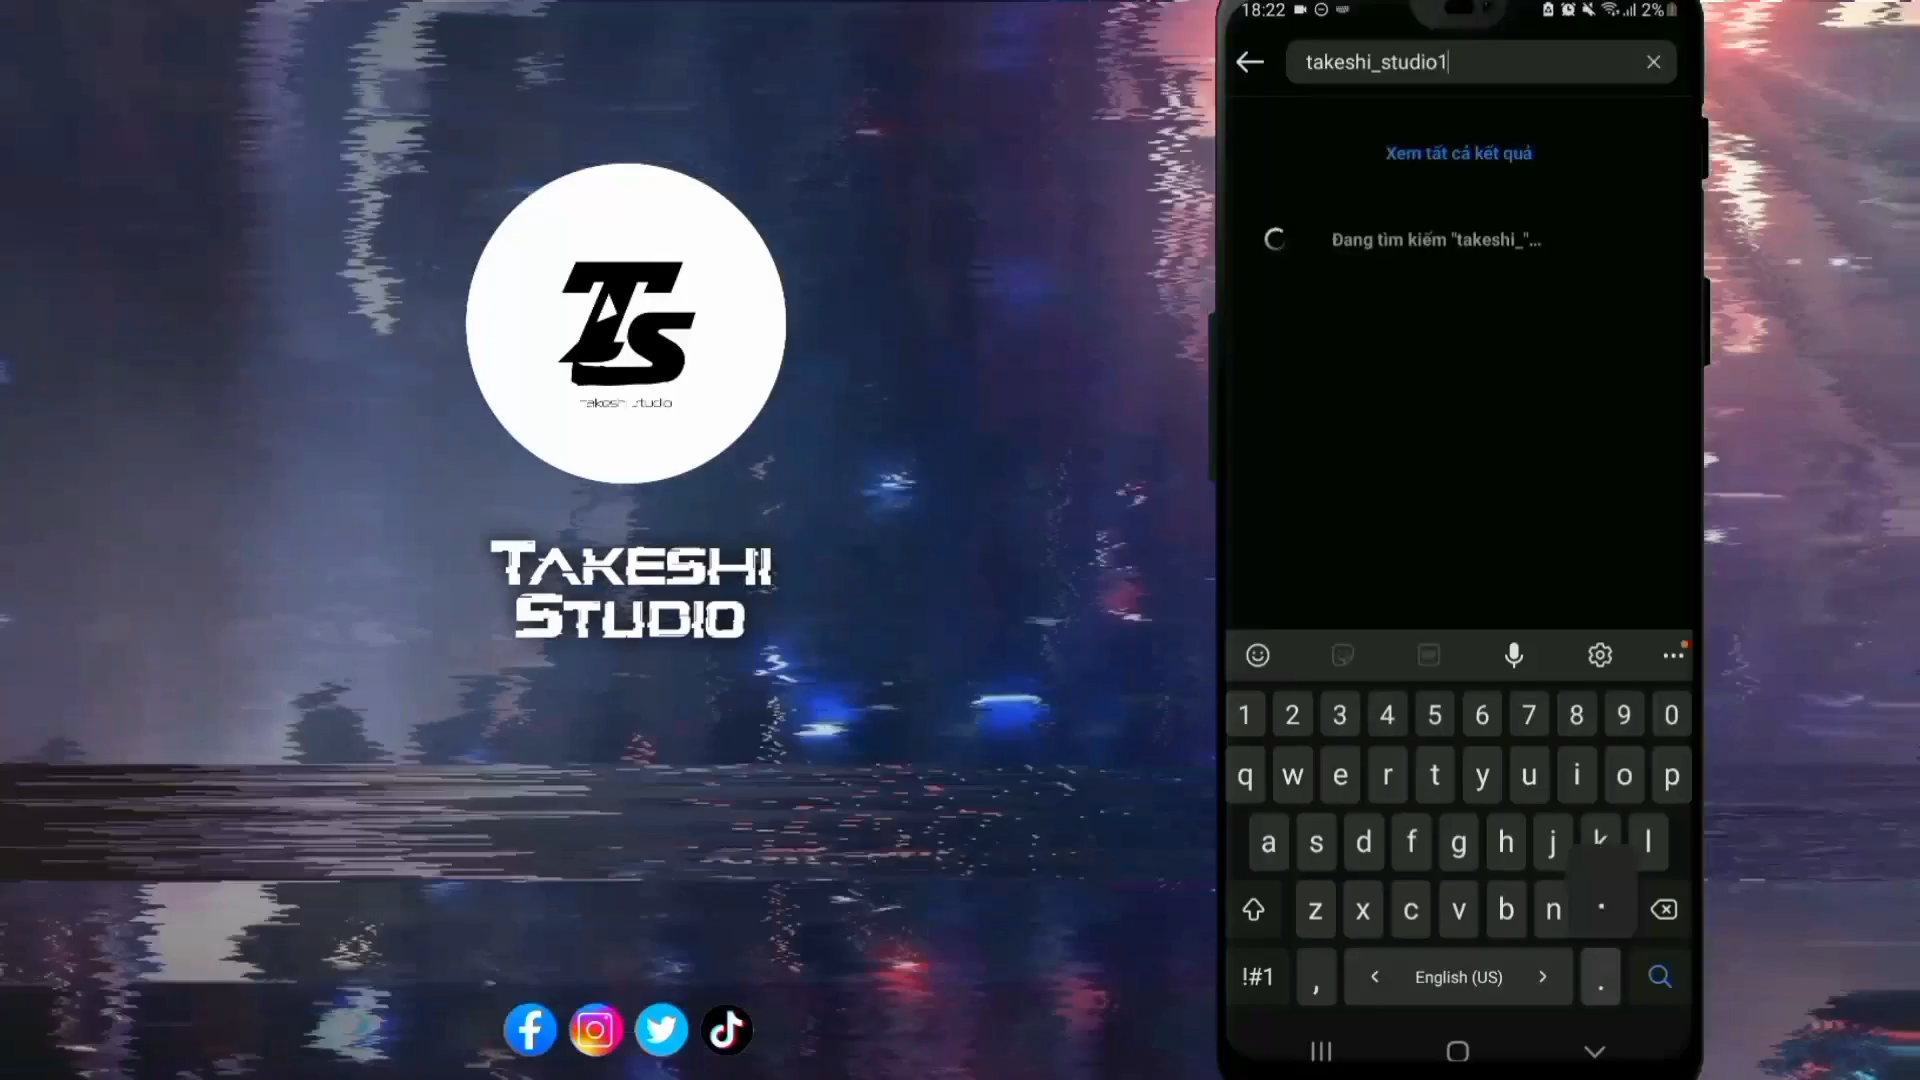 TS
Takeshi Studio
TAKESHI
STUDIO
18:22
2%
takeshi_studio1
Xem tất cả kết quả
Đang tìm kiếm "takeshi_"...
1 2 3 4 5 6 7 8 9 0
q w e r t y u i o p
a s d f g h j k l
z x c v b n .
!#1 , < English (US) > .